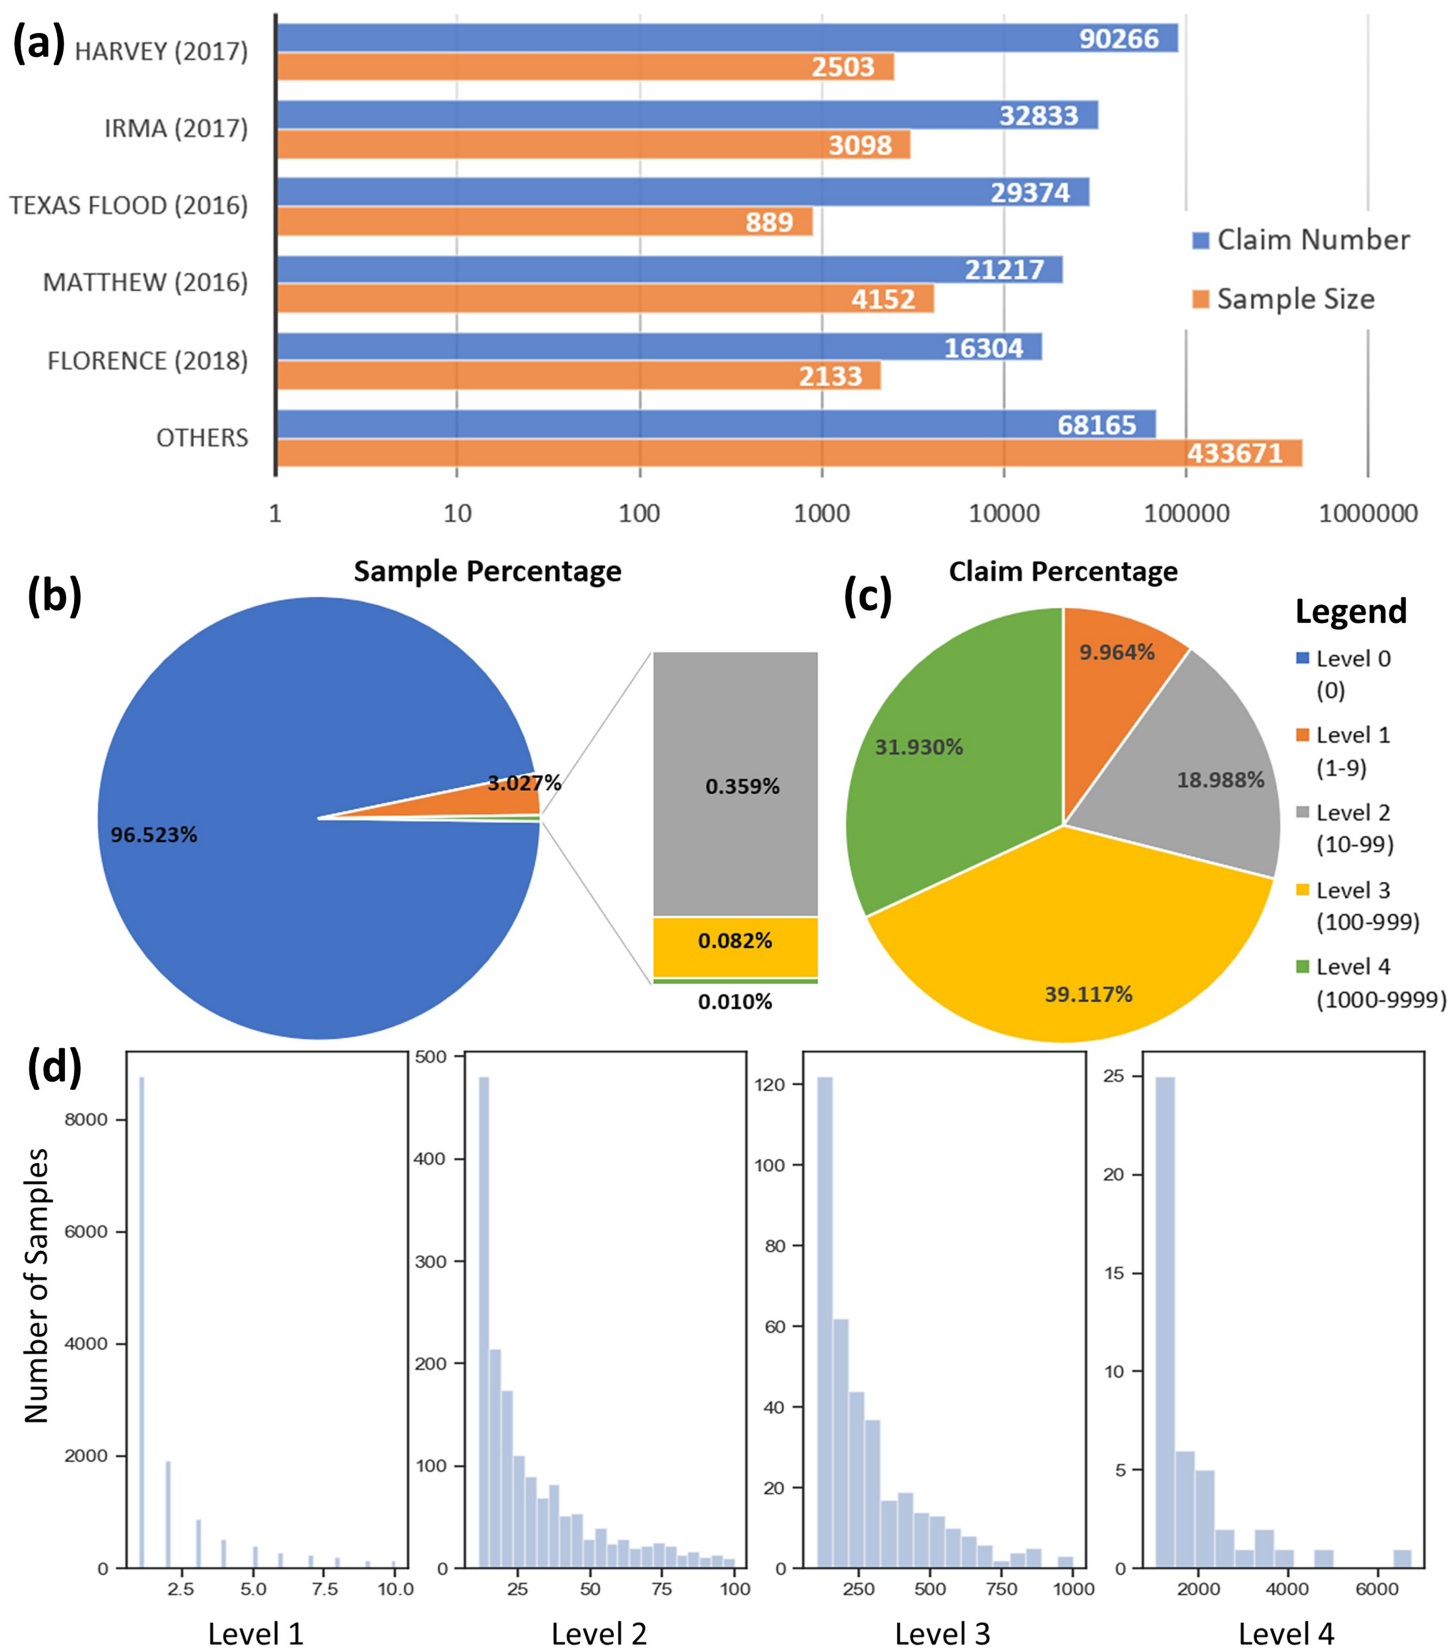 (a)
HARVEY (2017)
90266
2503
IRMA (2017)
32833
3098
TEXAS FLOOD (2016)
29374
889
MATTHEW (2016)
21217
4152
FLORENCE (2018)
16304
2133
OTHERS
68165
433671
Claim Number
Sample Size
1 10 100 1000 10000 100000 1000000
(b)
Sample Percentage
96.523%
3.027%
0.359%
0.082%
0.010%
(c)
Claim Percentage
9.964%
18.988%
39.117%
31.930%
Legend
Level 0
(0)
Level 1
(1-9)
Level 2
(10-99)
Level 3
(100-999)
Level 4
(1000-9999)
(d)
Number of Samples
8000
6000
4000
2000
0
2.5 5.0 7.5 10.0
Level 1
500
400
300
200
100
0
25 50 75 100
Level 2
120
100
80
60
40
20
0
250 500 750 1000
Level 3
25
20
15
10
5
0
2000 4000 6000
Level 4